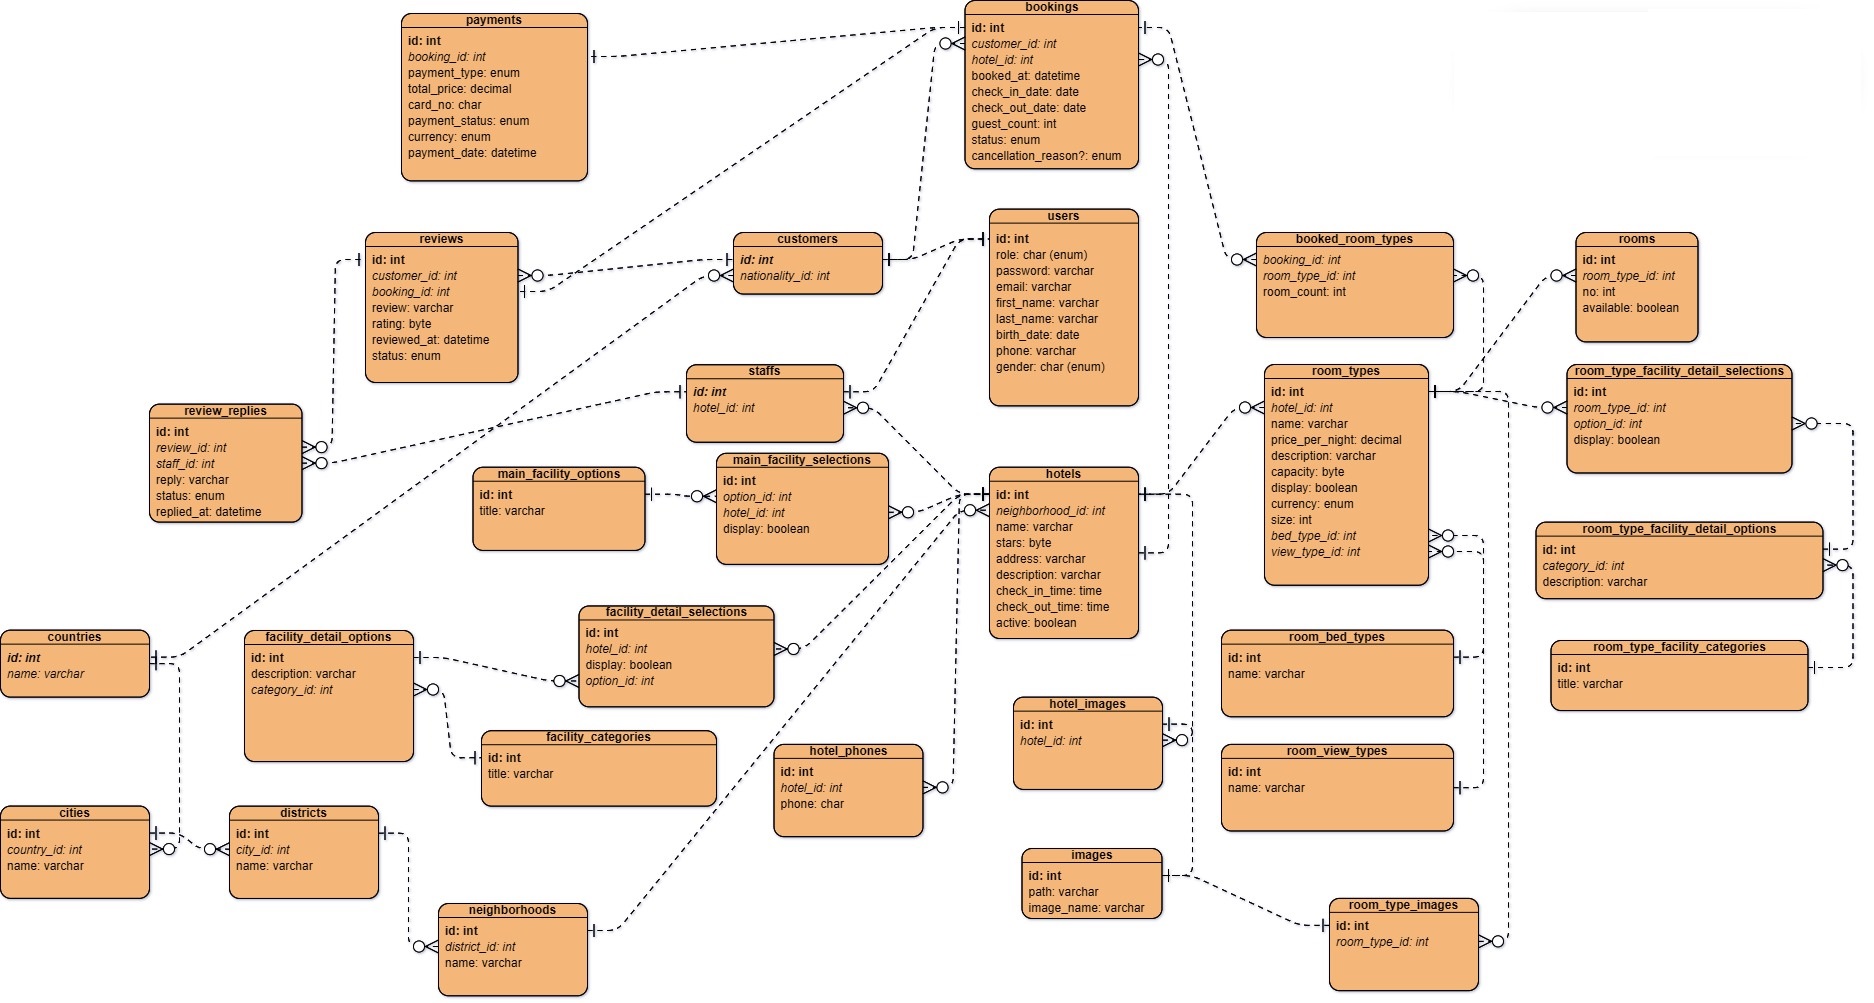 payments
id: int
booking_id: int
payment_type: enum
total_price: decimal
card_no: char
payment_status: enum
currency: enum
payment_date: datetime
bookings
id: int
customer_id: int
hotel_id: int
booked_at: datetime
check_in_date: date
check_out_date: date
guest_count: int
status: enum
cancellation_reason?: enum
reviews
id: int
customer_id: int
booking_id: int
review: varchar
rating: byte
reviewed_at: datetime
status: enum
customers
id: int
nationality_id: int
users
id: int
role: char (enum)
password: varchar
email: varchar
first_name: varchar
last_name: varchar
birth_date: date
phone: varchar
gender: char (enum)
booked_room_types
booking_id: int
room_type_id: int
room_count: int
rooms
id: int
room_type_id: int
no: int
available: boolean
review_replies
id: int
review_id: int
staff_id: int
reply: varchar
status: enum
replied_at: datetime
staffs
id: int
hotel_id: int
room_types
id: int
hotel_id: int
name: varchar
price_per_night: decimal
description: varchar
capacity: byte
display: boolean
currency: enum
size: int
bed_type_id: int
view_type_id: int
room_type_facility_detail_selections
id: int
room_type_id: int
option_id: int
display: boolean
main_facility_options
id: int
title: varchar
main_facility_selections
id: int
option_id: int
hotel_id: int
display: boolean
hotels
id: int
neighborhood_id: int
name: varchar
stars: byte
address: varchar
description: varchar
check_in_time: time
check_out_time: time
active: boolean
room_type_facility_detail_options
id: int
category_id: int
description: varchar
countries
id: int
name: varchar
facility_detail_options
id: int
description: varchar
category_id: int
facility_detail_selections
id: int
hotel_id: int
display: boolean
option_id: int
room_bed_types
id: int
name: varchar
room_type_facility_categories
id: int
title: varchar
facility_categories
id: int
title: varchar
hotel_phones
id: int
hotel_id: int
phone: char
hotel_images
id: int
hotel_id: int
room_view_types
id: int
name: varchar
cities
id: int
country_id: int
name: varchar
districts
id: int
city_id: int
name: varchar
neighborhoods
id: int
district_id: int
name: varchar
images
id: int
path: varchar
image_name: varchar
room_type_images
id: int
room_type_id: int